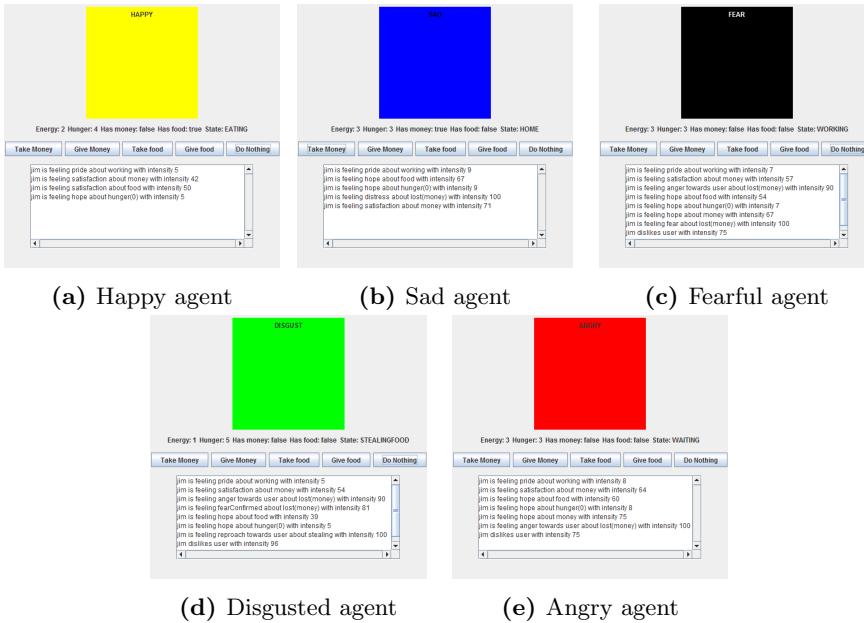 HAPPY
Energy: 2 Hunger: 4 Has money: false Has food: true State: EATING
Take Money Give Money Take food Give food Do Nothing
jim is feeling pride about working with intensity 5
jim is feeling satisfaction about money with intensity 42
jim is feeling satisfaction about food with intensity 50
jim is feeling hope about hunger(0) with intensity 5
(a) Happy agent
SAD
Energy: 3 Hunger: 3 Has money: true Has food: false State: HOME
Take Money Give Money Take food Give food Do Nothing
jim is feeling pride about working with intensity 9
jim is feeling hope about food with intensity 67
jim is feeling hope about hunger(0) with intensity 9
jim is feeling distress about lost(money) with intensity 100
jim is feeling satisfaction about money with intensity 71
(b) Sad agent
FEAR
Energy: 3 Hunger: 3 Has money: false Has food: false State: WORKING
Take Money Give Money Take food Give food Do Nothing
jim is feeling pride about working with intensity 7
jim is feeling satisfaction about money with intensity 57
jim is feeling anger towards user about lost(money) with intensity 90
jim is feeling hope about food with intensity 54
jim is feeling hope about hunger(0) with intensity 7
jim is feeling hope about money with intensity 67
jim is feeling fear about lost(money) with intensity 100
jim dislikes user with intensity 75
(c) Fearful agent
DISGUST
Energy: 1 Hunger: 5 Has money: false Has food: false State: STEALINGFOOD
Take Money Give Money Take food Give food Do Nothing
jim is feeling pride about working with intensity 5
jim is feeling satisfaction about money with intensity 54
jim is feeling anger towards user about lost(money) with intensity 90
jim is feeling fearConfirmed about lost(money) with intensity 81
jim is feeling hope about food with intensity 39
jim is feeling hope about hunger(0) with intensity 5
jim is feeling reproach towards user about stealing with intensity 100
jim dislikes user with intensity 96
(d) Disgusted agent
ANGRY
Energy: 3 Hunger: 3 Has money: false Has food: false State: WAITING
Take Money Give Money Take food Give food Do Nothing
jim is feeling pride about working with intensity 8
jim is feeling satisfaction about money with intensity 64
jim is feeling hope about food with intensity 60
jim is feeling hope about hunger(0) with intensity 8
jim is feeling hope about money with intensity 75
jim is feeling anger towards user about lost(money) with intensity 100
jim dislikes user with intensity 75
(e) Angry agent